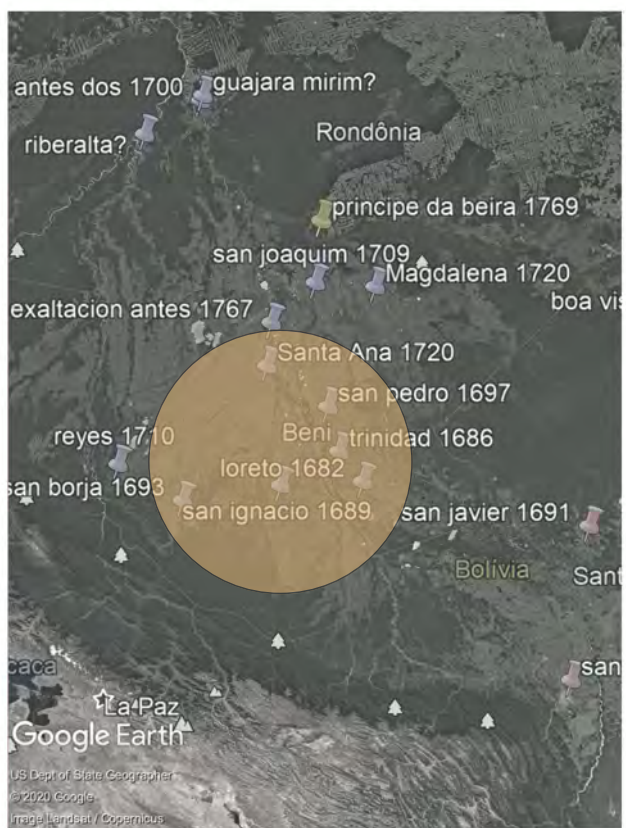 antes dos 1700
guajara mirim?
riberalta?
Rondônia
principe da beira 1769
san joaquim 1709
Magdalena 1720
exaltacion antes 1767
boa vis
Santa Ana 1720
san pedro 1697
reyes 1710
Beni
trinidad 1686
loreto 1682
san borja 1693
san ignacio 1689
san javier 1691
Bolívia
Sant
caca
san
La Paz
Google Earth
US Dept of State Geographer
© 2020 Google
Image Landsat / Copernicus